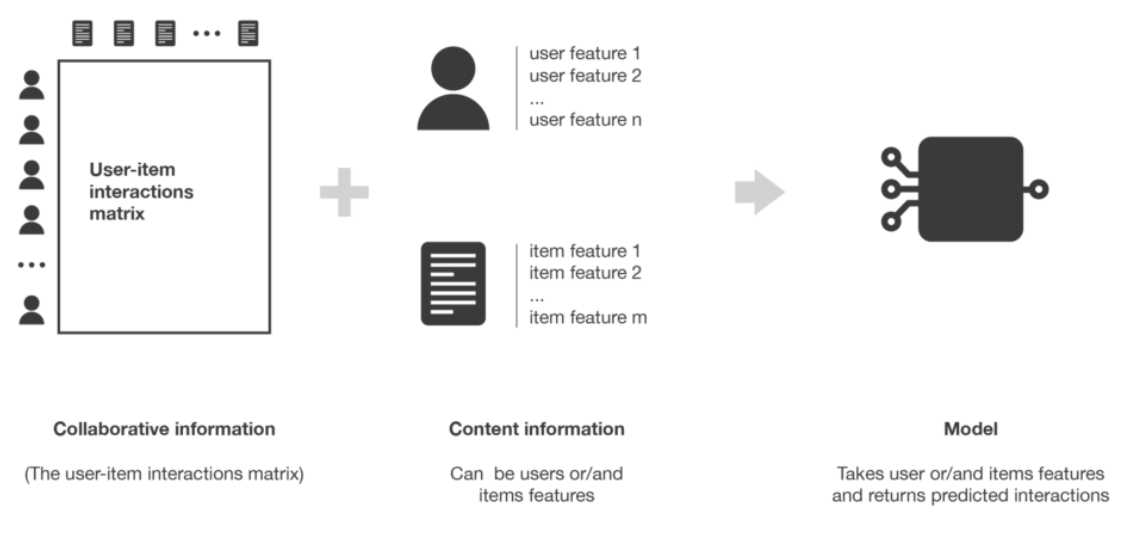 User-item
interactions
matrix
user feature 1
user feature 2
...
user feature n
item feature 1
item feature 2
...
item feature m
Collaborative information
(The user-item interactions matrix)
Content information
Can be users or/and
items features
Model
Takes user or/and items features
and returns predicted interactions